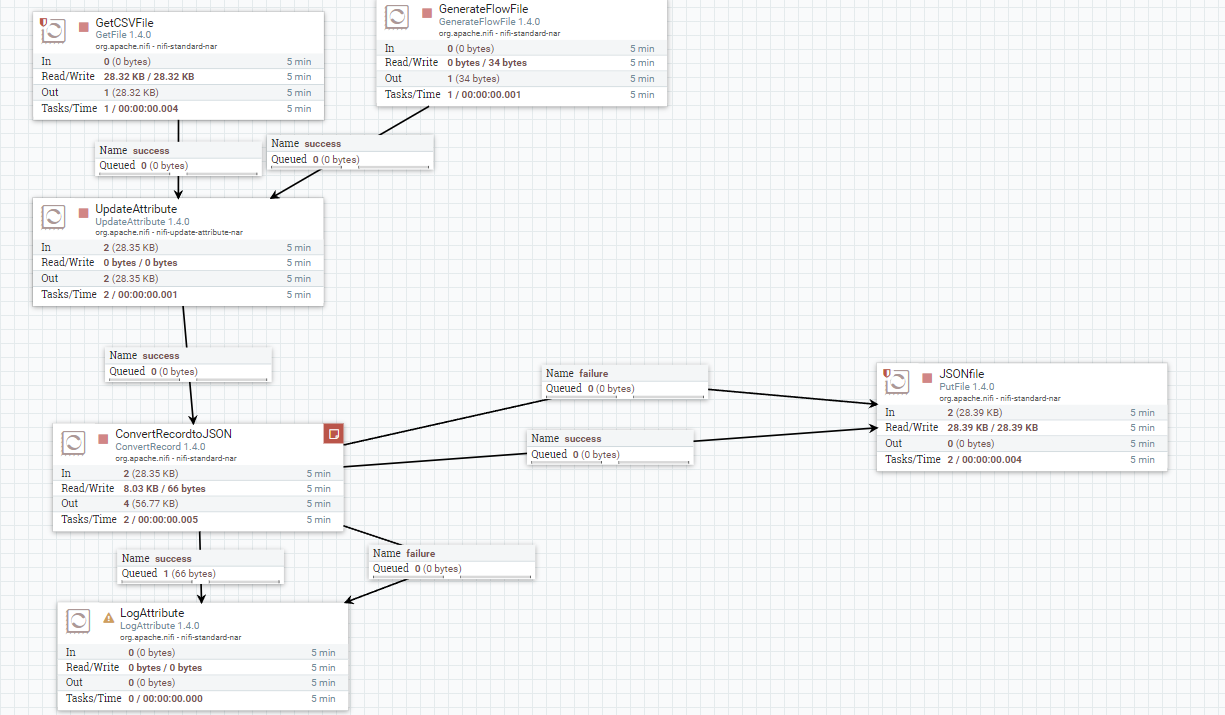 GetCSVFile
GetFile 1.4.0
org.apache.nifi - nifi-standard-nar
In 0 (0 bytes) 5 min
Read/Write 28.32 KB / 28.32 KB 5 min
Out 1 (28.32 KB) 5 min
Tasks/Time 1 / 00:00:00.004 5 min
GenerateFlowFile
GenerateFlowFile 1.4.0
org.apache.nifi - nifi-standard-nar
In 0 (0 bytes) 5 min
Read/Write 0 bytes / 34 bytes 5 min
Out 1 (34 bytes) 5 min
Tasks/Time 1 / 00:00:00.001 5 min
Name success
Queued 0 (0 bytes)
Name success
Queued 0 (0 bytes)
UpdateAttribute
UpdateAttribute 1.4.0
org.apache.nifi - nifi-update-attribute-nar
In 2 (28.35 KB) 5 min
Read/Write 0 bytes / 0 bytes 5 min
Out 2 (28.35 KB) 5 min
Tasks/Time 2 / 00:00:00.001 5 min
Name success
Queued 0 (0 bytes)
Name failure
Queued 0 (0 bytes)
JSONfile
PutFile 1.4.0
org.apache.nifi - nifi-standard-nar
In 2 (28.39 KB) 5 min
Read/Write 28.39 KB / 28.39 KB 5 min
Out 0 (0 bytes) 5 min
Tasks/Time 2 / 00:00:00.004 5 min
Name success
Queued 0 (0 bytes)
ConvertRecordtoJSON
ConvertRecord 1.4.0
org.apache.nifi - nifi-standard-nar
In 2 (28.35 KB) 5 min
Read/Write 8.03 KB / 66 bytes 5 min
Out 4 (56.77 KB) 5 min
Tasks/Time 2 / 00:00:00.005 5 min
Name success
Queued 1 (66 bytes)
Name failure
Queued 0 (0 bytes)
LogAttribute
LogAttribute 1.4.0
org.apache.nifi - nifi-standard-nar
In 0 (0 bytes) 5 min
Read/Write 0 bytes / 0 bytes 5 min
Out 0 (0 bytes) 5 min
Tasks/Time 0 / 00:00:00.000 5 min